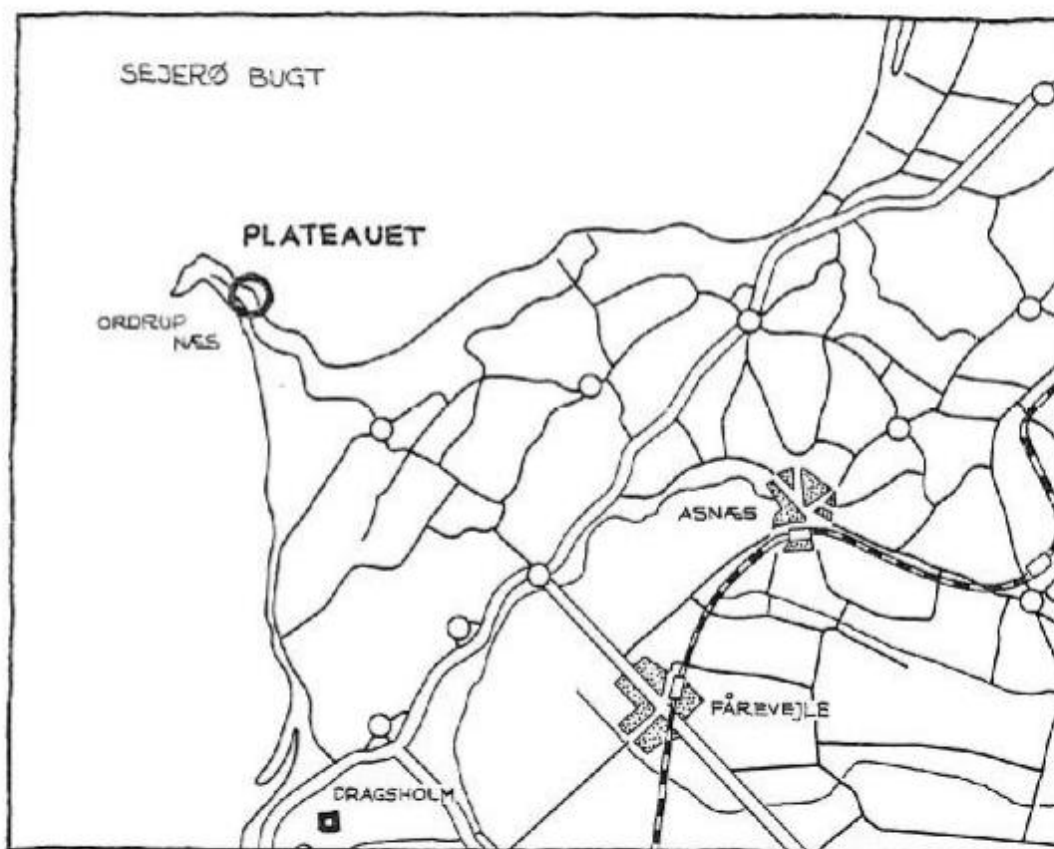 SEJERØ BUGT
PLATEAUET
ORDRUP
NÆS
ASNÆS
FÅREVEJLE
DRAGSHOLM